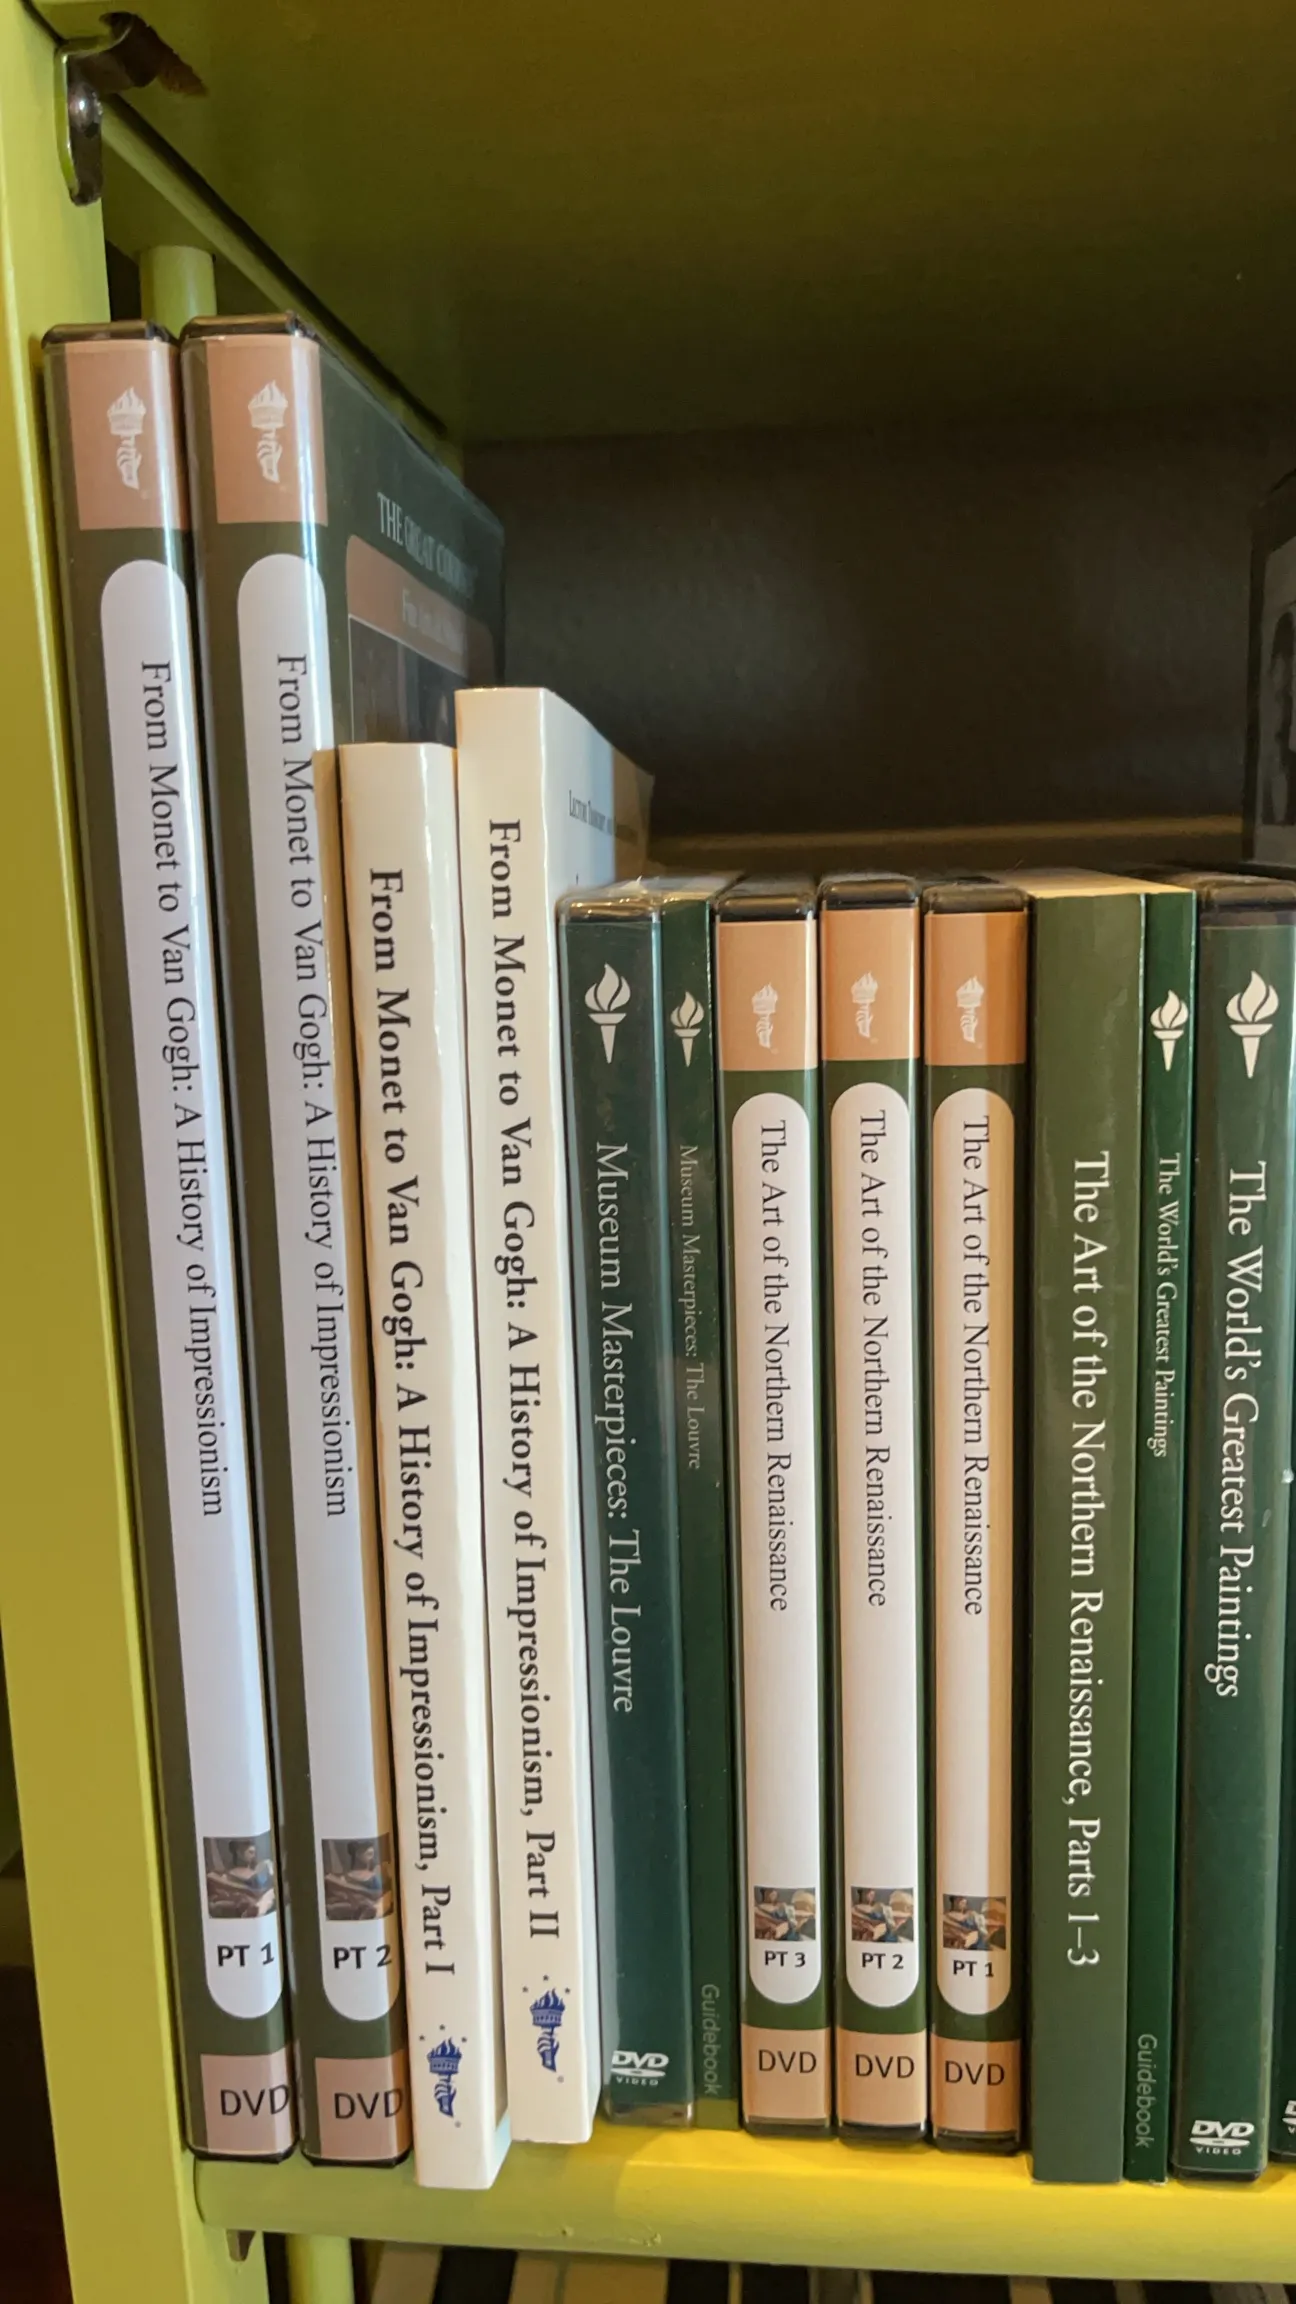 From Monet to Van Gogh: A History of Impressionism
PT 1
DVD
From Monet to Van Gogh: A History of Impressionism
PT 2
DVD
THE GREAT COURSES
From Monet to Van Gogh: A History of Impressionism, Part I
From Monet to Van Gogh: A History of Impressionism, Part II
Museum Masterpieces: The Louvre
DVD
VIDEO
Museum Masterpieces: The Louvre
Guidebook
The Art of the Northern Renaissance
PT 3
DVD
The Art of the Northern Renaissance
PT 2
DVD
The Art of the Northern Renaissance
PT 1
DVD
The Art of the Northern Renaissance, Parts 1–3
The World's Greatest Paintings
Guidebook
The World's Greatest Paintings
DVD
VIDEO